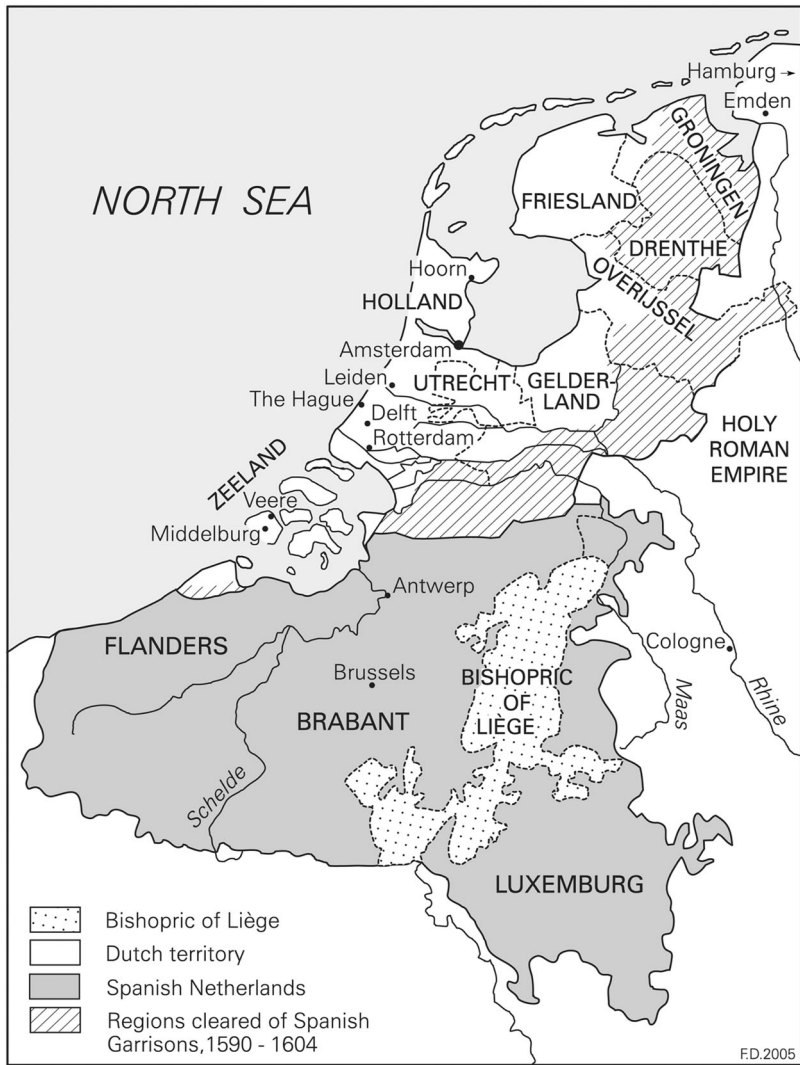 Hamburg →
Emden
GRONINGEN
NORTH SEA
FRIESLAND
DRENTHE
Hoorn
OVERIJSSEL
HOLLAND
Amsterdam
Leiden
UTRECHT
GELDER-
LAND
The Hague
Delft
Rotterdam
HOLY
ROMAN
EMPIRE
ZEELAND
Veere
Middelburg
Antwerp
FLANDERS
Cologne
Brussels
BISHOPRIC
OF
LIÈGE
Maas
Rhine
BRABANT
Schelde
LUXEMBURG
Bishopric of Liège
Dutch territory
Spanish Netherlands
Regions cleared of Spanish
Garrisons,1590 - 1604
F.D.2005